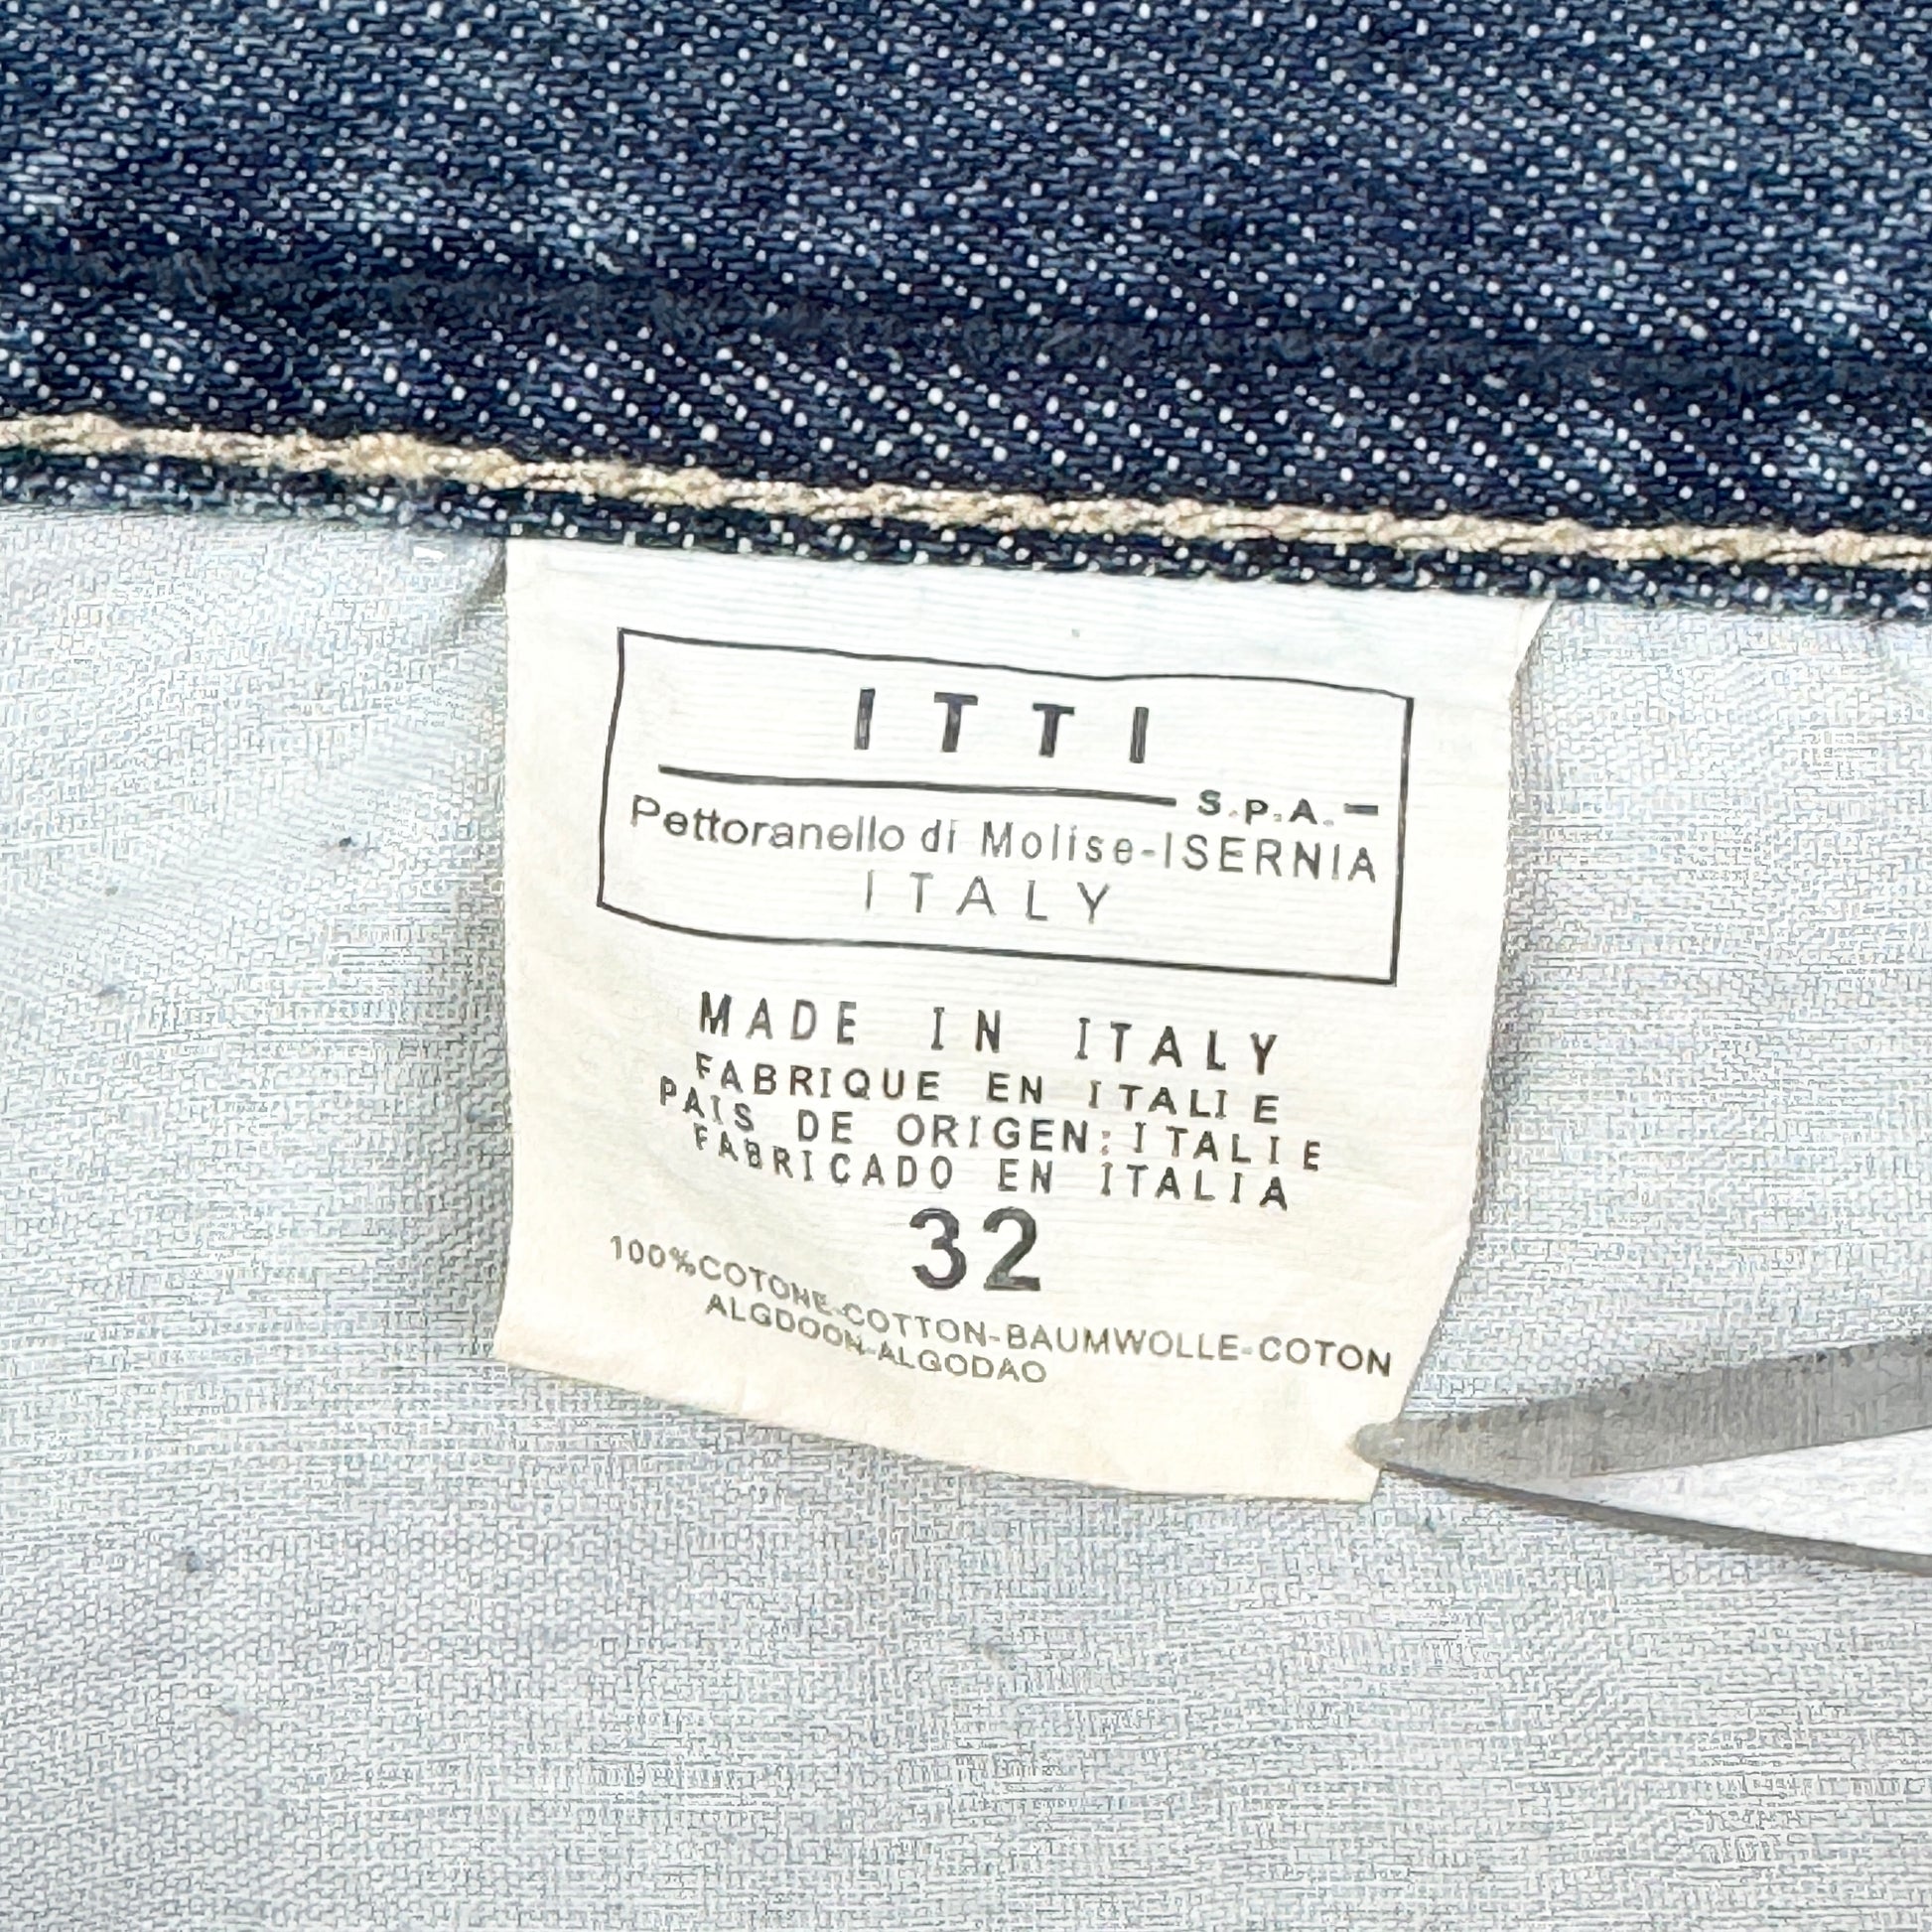 ITTI
S.P.A.
Pettoranello di Molise-ISERNIA
ITALY
MADE IN ITALY
FABRIQUE EN ITALIE
PAIS DE ORIGEN:ITALIE
FABRICADO EN ITALIA
32
100%COTONE-COTTON-BAUMWOLLE-COTON
ALGDOON-ALGODAO